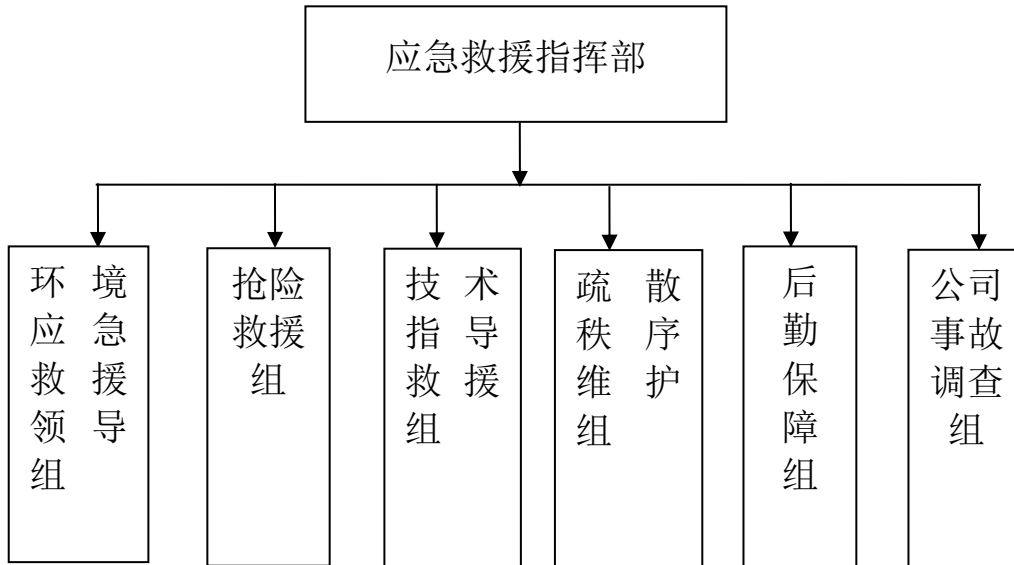 应急救援指挥部
环境
应急
救援
领导
组
抢险
救援
组
技术
指导
救援
组
疏散
秩序
维护
组
后
勤
保
障
组
公司
事故
调查
组